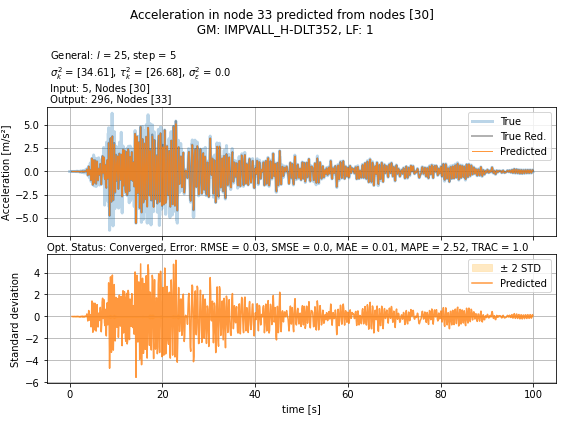 Acceleration in node 33 predicted from nodes [30]
GM: IMPVALL_H-DLT352, LF: 1
General: l = 25, step = 5
σ²ₖ = [34.61], τ²ₖ = [26.68], σ²ε = 0.0
Input: 5, Nodes [30]
Output: 296, Nodes [33]
Acceleration [m/s²]
5.0
2.5
0.0
−2.5
−5.0
True
True Red.
Predicted
Opt. Status: Converged, Error: RMSE = 0.03, SMSE = 0.0, MAE = 0.01, MAPE = 2.52, TRAC = 1.0
Standard deviation
4
2
0
−2
−4
−6
± 2 STD
Predicted
0 20 40 60 80 100
time [s]